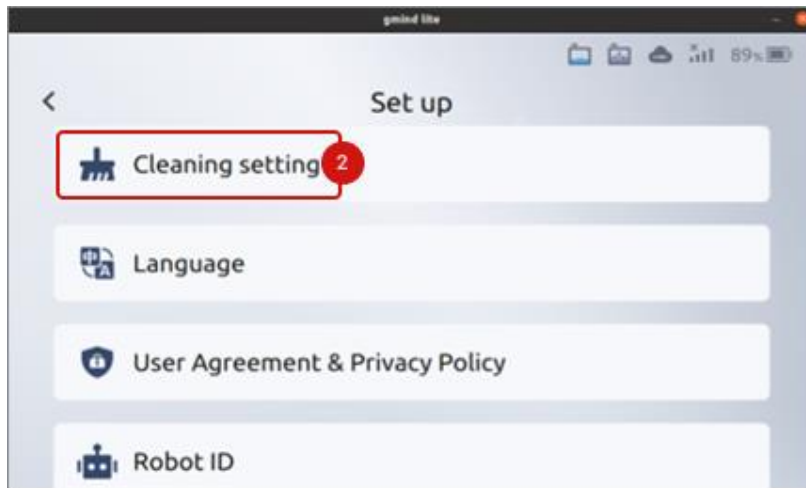 gmind lite
89%
Set up
Cleaning setting 2
Language
User Agreement & Privacy Policy
Robot ID